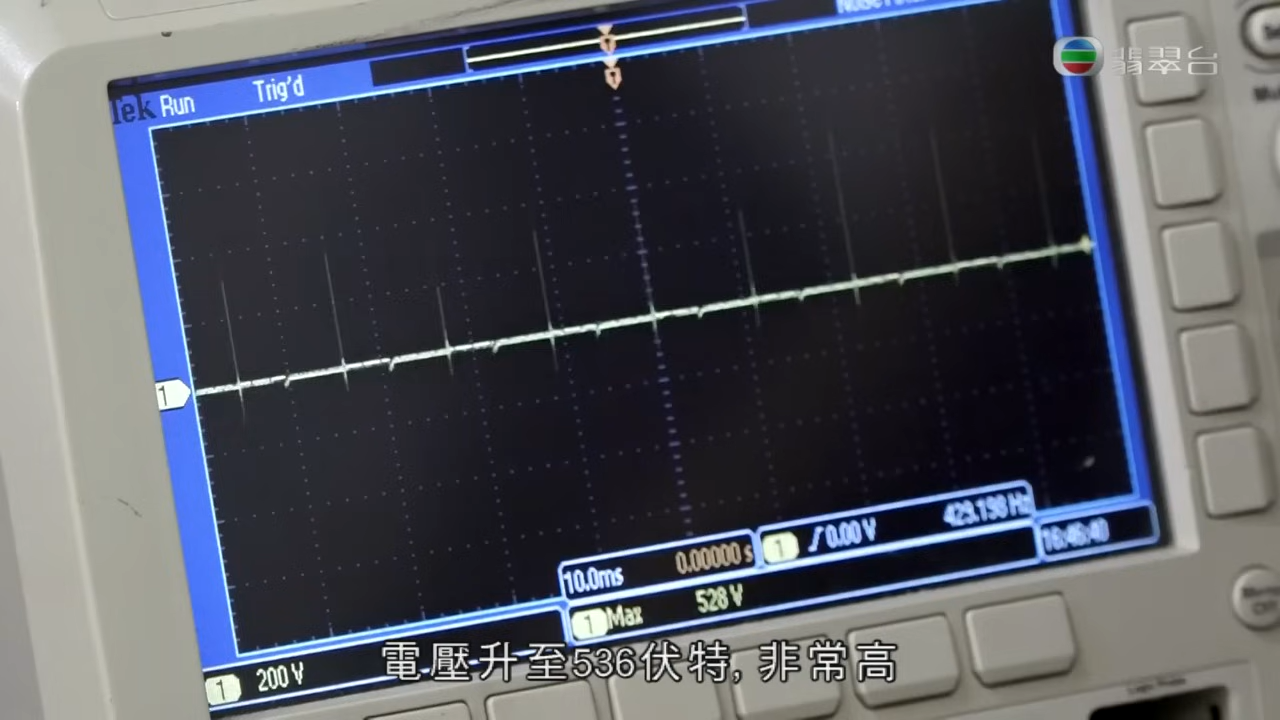 翡翠台
Tek Run Trig'd
1
10.0ms 0.00000 s
1 ∫ 0.00 V 429.198 Hz
16:46:40
1 Max 528 V
1 200 V
電壓升至536伏特, 非常高